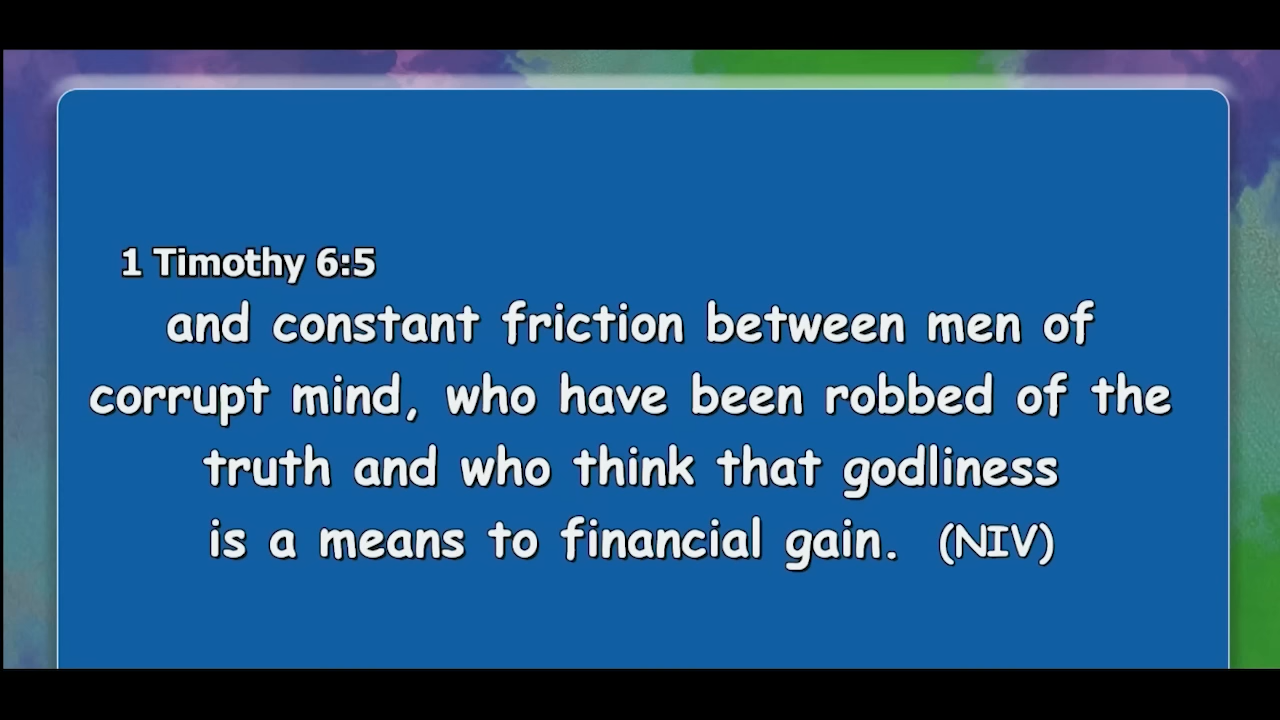 1 Timothy 6:5
and constant friction between men of
corrupt mind, who have been robbed of the
truth and who think that godliness
is a means to financial gain. (NIV)